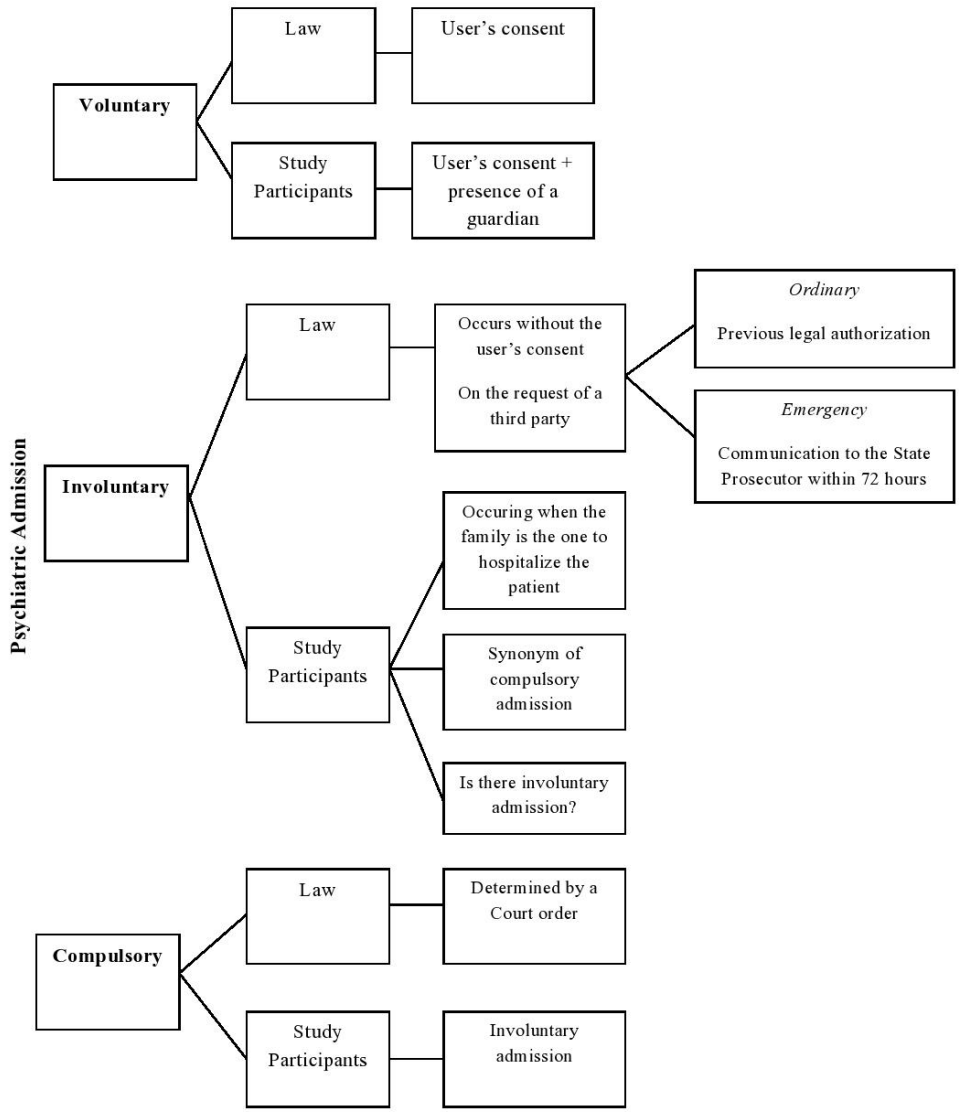 Psychiatric Admission
Voluntary
Law
User's consent
Study
Participants
User's consent +
presence of a
guardian
Involuntary
Law
Occurs without the
user's consent
On the request of a
third party
Ordinary
Previous legal authorization
Emergency
Communication to the State
Prosecutor within 72 hours
Study
Participants
Occuring when the
family is the one to
hospitalize the
patient
Synonym of
compulsory
admission
Is there involuntary
admission?
Compulsory
Law
Determined by a
Court order
Study
Participants
Involuntary
admission